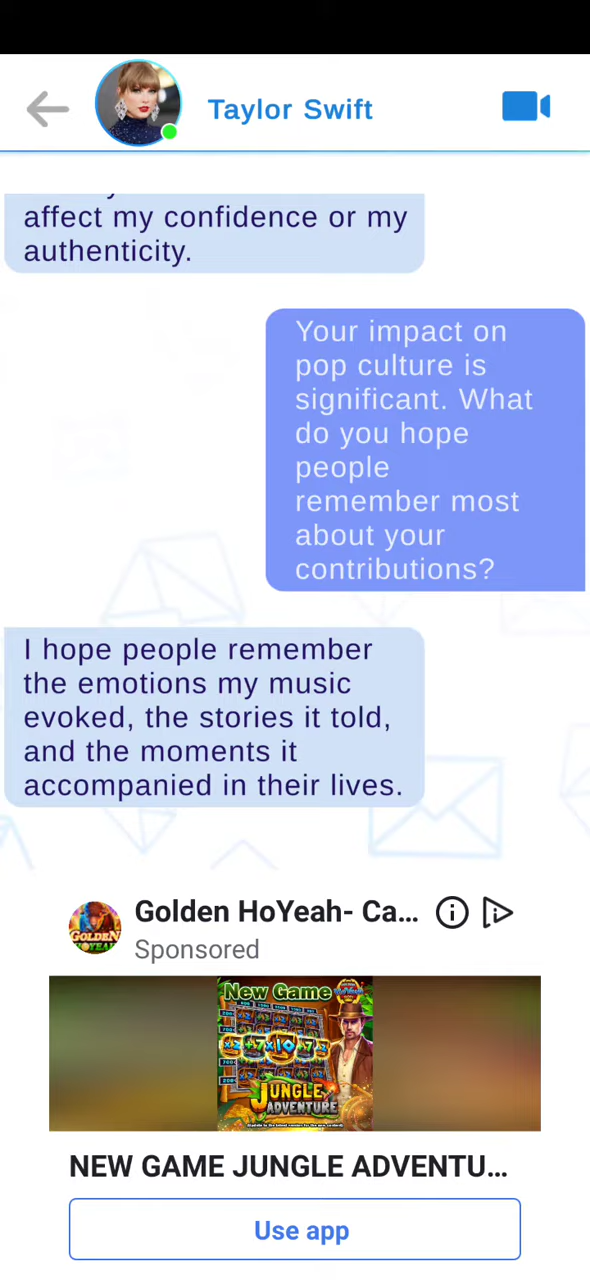 Taylor Swift
affect my confidence or my
authenticity.
Your impact on
pop culture is
significant. What
do you hope
people
remember most
about your
contributions?
I hope people remember
the emotions my music
evoked, the stories it told,
and the moments it
accompanied in their lives.
Golden HoYeah- Ca...
Sponsored
GOLDEN
HOYEAH
New Game
JUNGLE
ADVENTURE
NEW GAME JUNGLE ADVENTU...
Use app